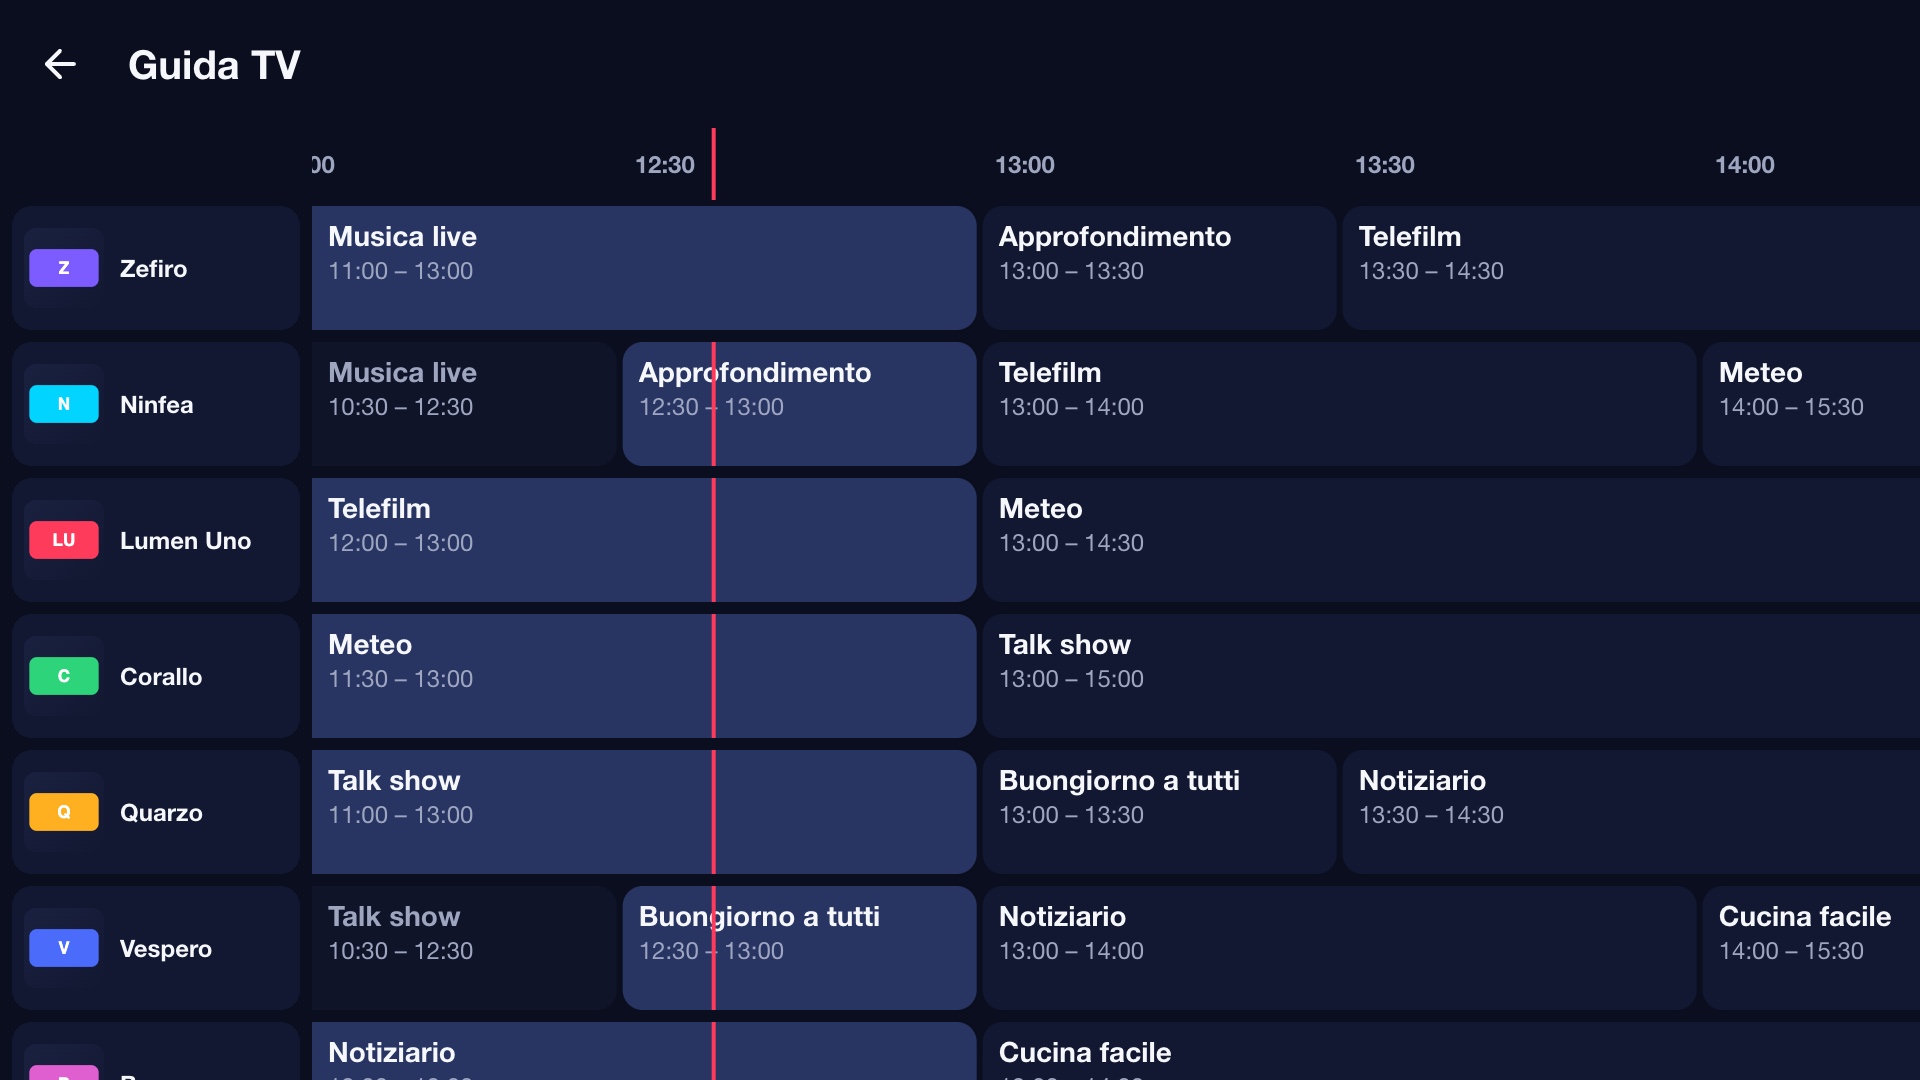 Guida TV
00
12:30
13:00
13:30
14:00
Z
Zefiro
Musica live
11:00 – 13:00
Approfondimento
13:00 – 13:30
Telefilm
13:30 – 14:30
N
Ninfea
Musica live
10:30 – 12:30
Approfondimento
12:30 – 13:00
Telefilm
13:00 – 14:00
Meteo
14:00 – 15:30
LU
Lumen Uno
Telefilm
12:00 – 13:00
Meteo
13:00 – 14:30
C
Corallo
Meteo
11:30 – 13:00
Talk show
13:00 – 15:00
Q
Quarzo
Talk show
11:00 – 13:00
Buongiorno a tutti
13:00 – 13:30
Notiziario
13:30 – 14:30
V
Vespero
Talk show
10:30 – 12:30
Buongiorno a tutti
12:30 – 13:00
Notiziario
13:00 – 14:00
Cucina facile
14:00 – 15:30
Notiziario
Cucina facile